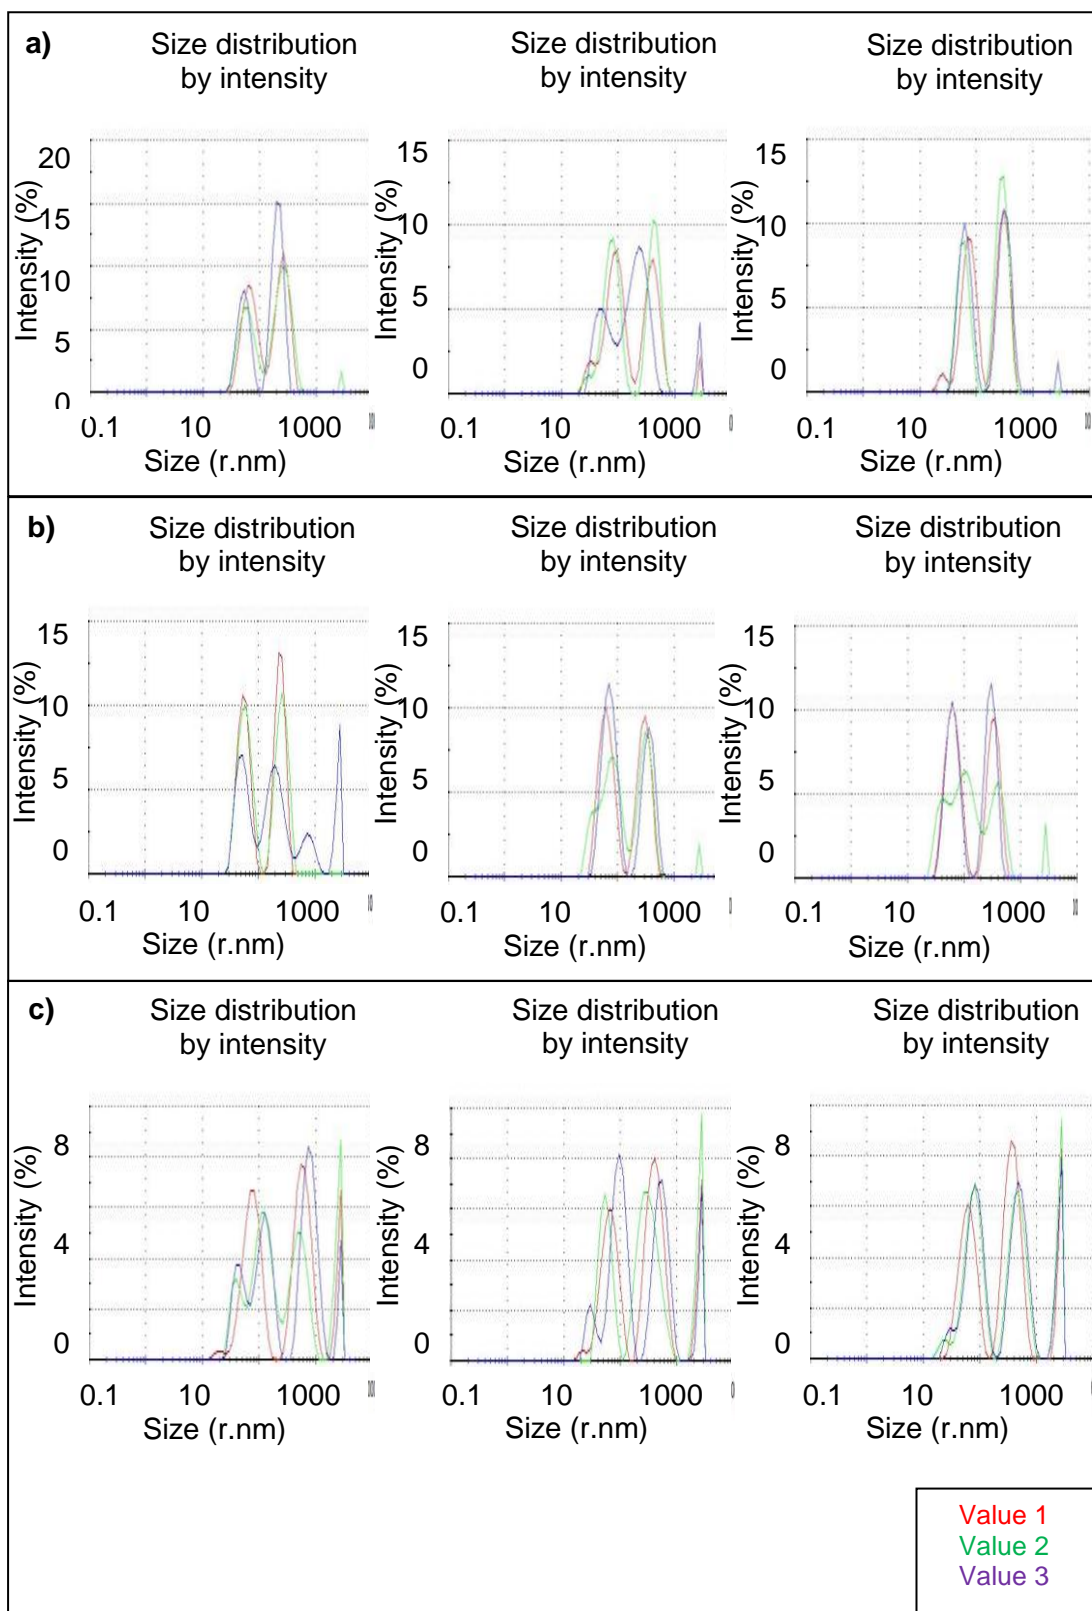 a)
Size distribution
by intensity
Size distribution
by intensity
Size distribution
by intensity
Intensity (%)
20
15
10
5
0
0.1 10 1000
Size (r.nm)
Intensity (%)
15
10
5
0
0.1 10 1000
Size (r.nm)
Intensity (%)
15
10
5
0
0.1 10 1000
Size (r.nm)
b)
Size distribution
by intensity
Size distribution
by intensity
Size distribution
by intensity
Intensity (%)
15
10
5
0
0.1 10 1000
Size (r.nm)
Intensity (%)
15
10
5
0
0.1 10 1000
Size (r.nm)
Intensity (%)
15
10
5
0
0.1 10 1000
Size (r.nm)
c)
Size distribution
by intensity
Size distribution
by intensity
Size distribution
by intensity
Intensity (%)
8
4
0
0.1 10 1000
Size (r.nm)
Intensity (%)
8
4
0
0.1 10 1000
Size (r.nm)
Intensity (%)
8
4
0
0.1 10 1000
Size (r.nm)
Value 1
Value 2
Value 3